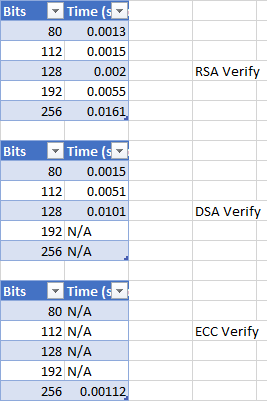 Bits Time (s
80 0.0013
112 0.0015
128 0.002 RSA Verify
192 0.0055
256 0.0161
Bits Time (s
80 0.0015
112 0.0051
128 0.0101 DSA Verify
192 N/A
256 N/A
Bits Time (s
80 N/A
112 N/A ECC Verify
128 N/A
192 N/A
256 0.00112